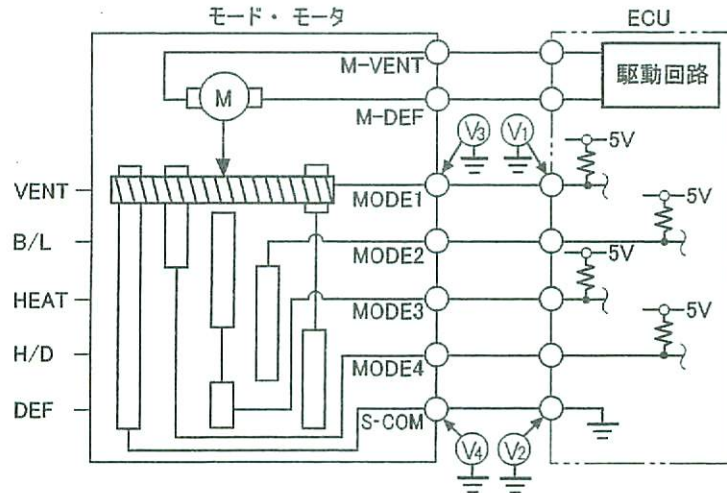 モード・モータ
ECU
M-VENT
駆動回路
M
M-DEF
V3
V1
5V
VENT
MODE1
5V
B/L
MODE2
5V
HEAT
MODE3
5V
H/D
MODE4
DEF
S-COM
V4
V2